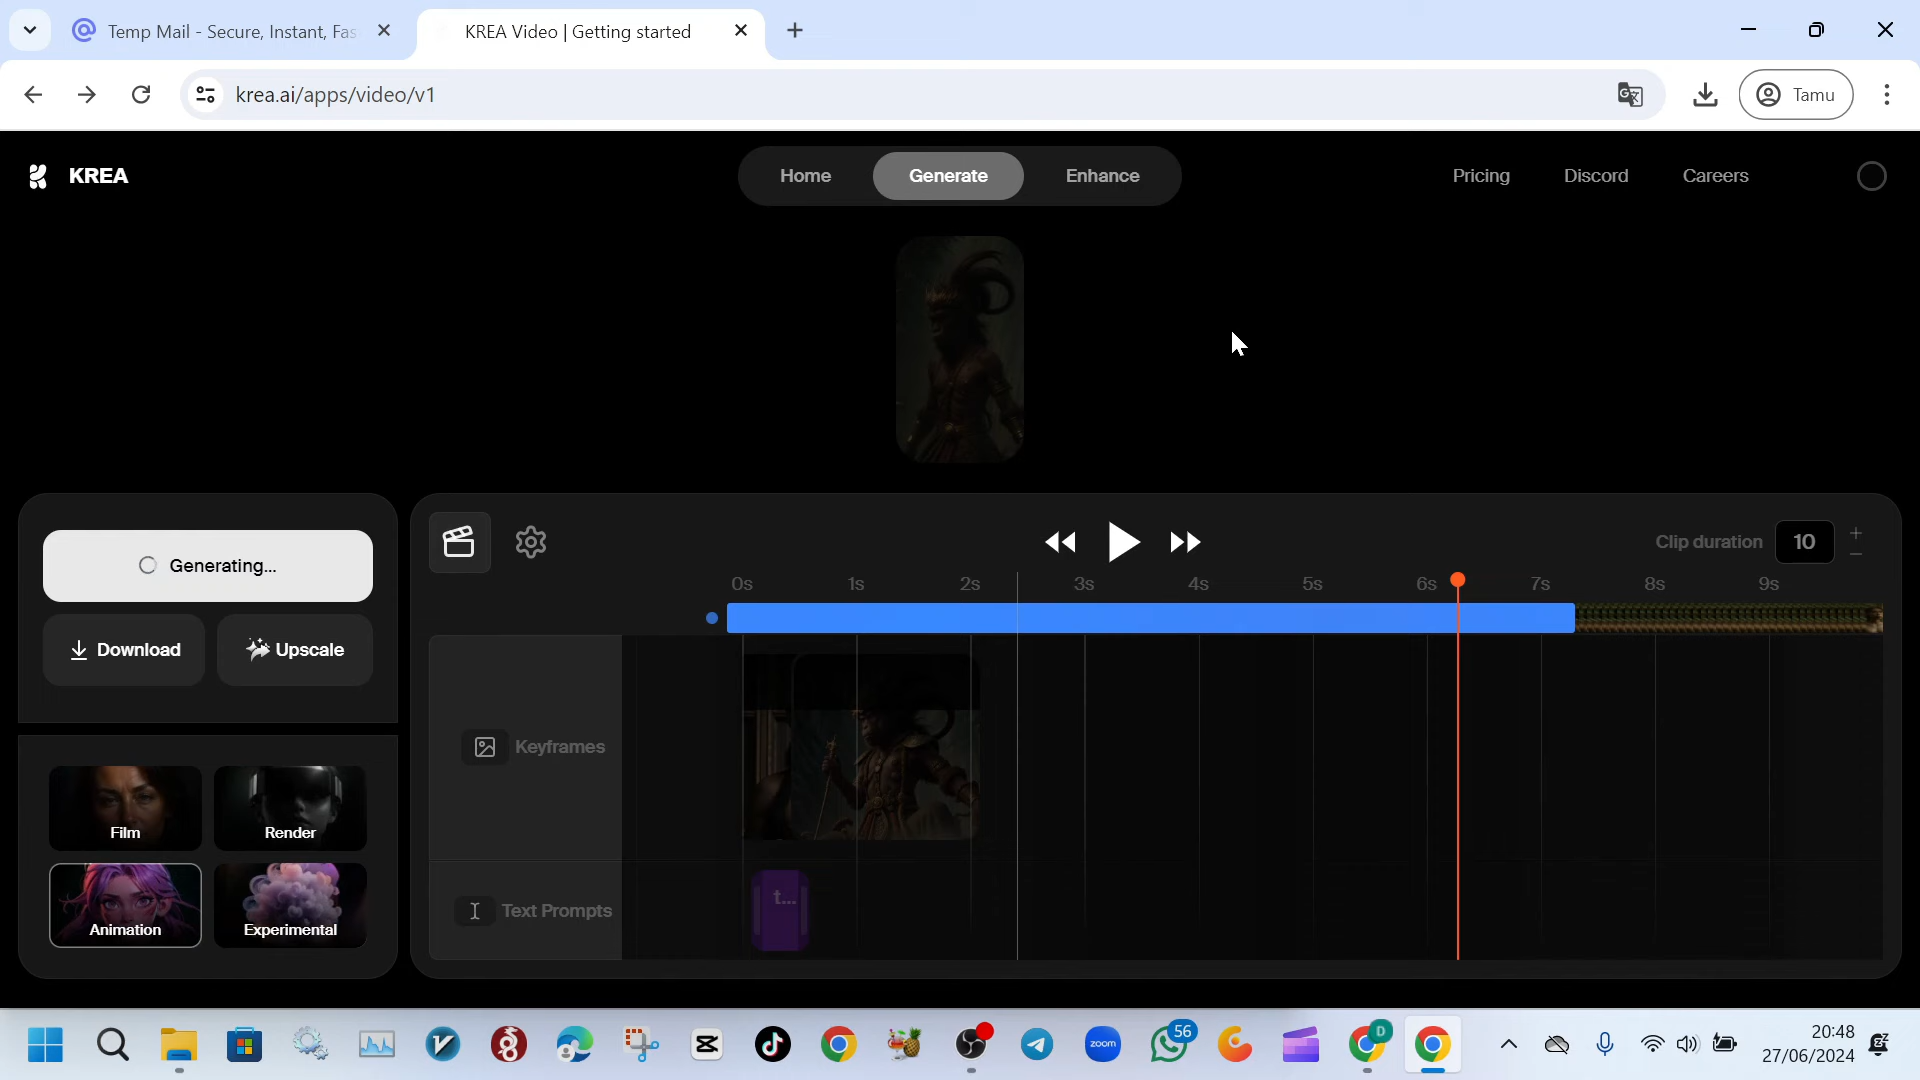 Temp Mail - Secure, Instant, Fas
KREA Video | Getting started
krea.ai/apps/video/v1
Tamu
KREA
Home
Generate
Enhance
Pricing
Discord
Careers
Generating...
Download
Upscale
Film
Render
Animation
Experimental
Clip duration
10
0s
1s
2s
3s
4s
5s
6s
7s
8s
9s
Keyframes
t...
Text Prompts
zoom
56
D
20:48
27/06/2024